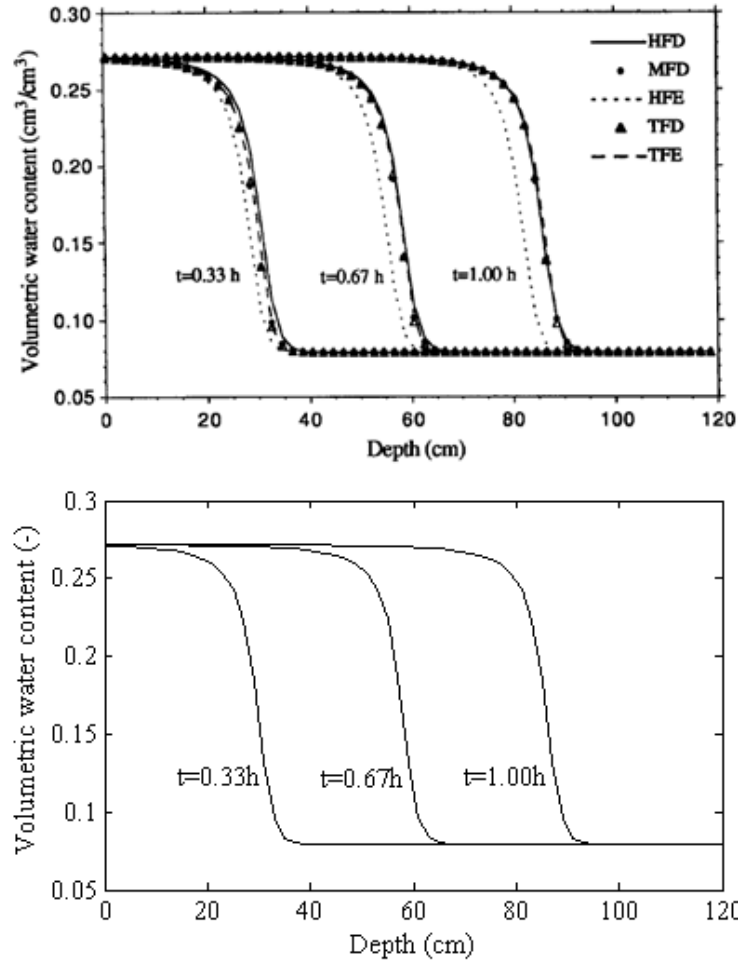 0.30
HFD
MFD
HFE
TFD
TFE
0.25
0.20
0.15
0.10
0.05
Volumetric water content (cm³/cm³)
t=0.33 h
t=0.67 h
t=1.00 h
0 20 40 60 80 100 120
Depth (cm)
0.3
0.25
0.2
0.15
0.1
0.05
Volumetric water content (-)
t=0.33h
t=0.67h
t=1.00h
0 20 40 60 80 100 120
Depth (cm)